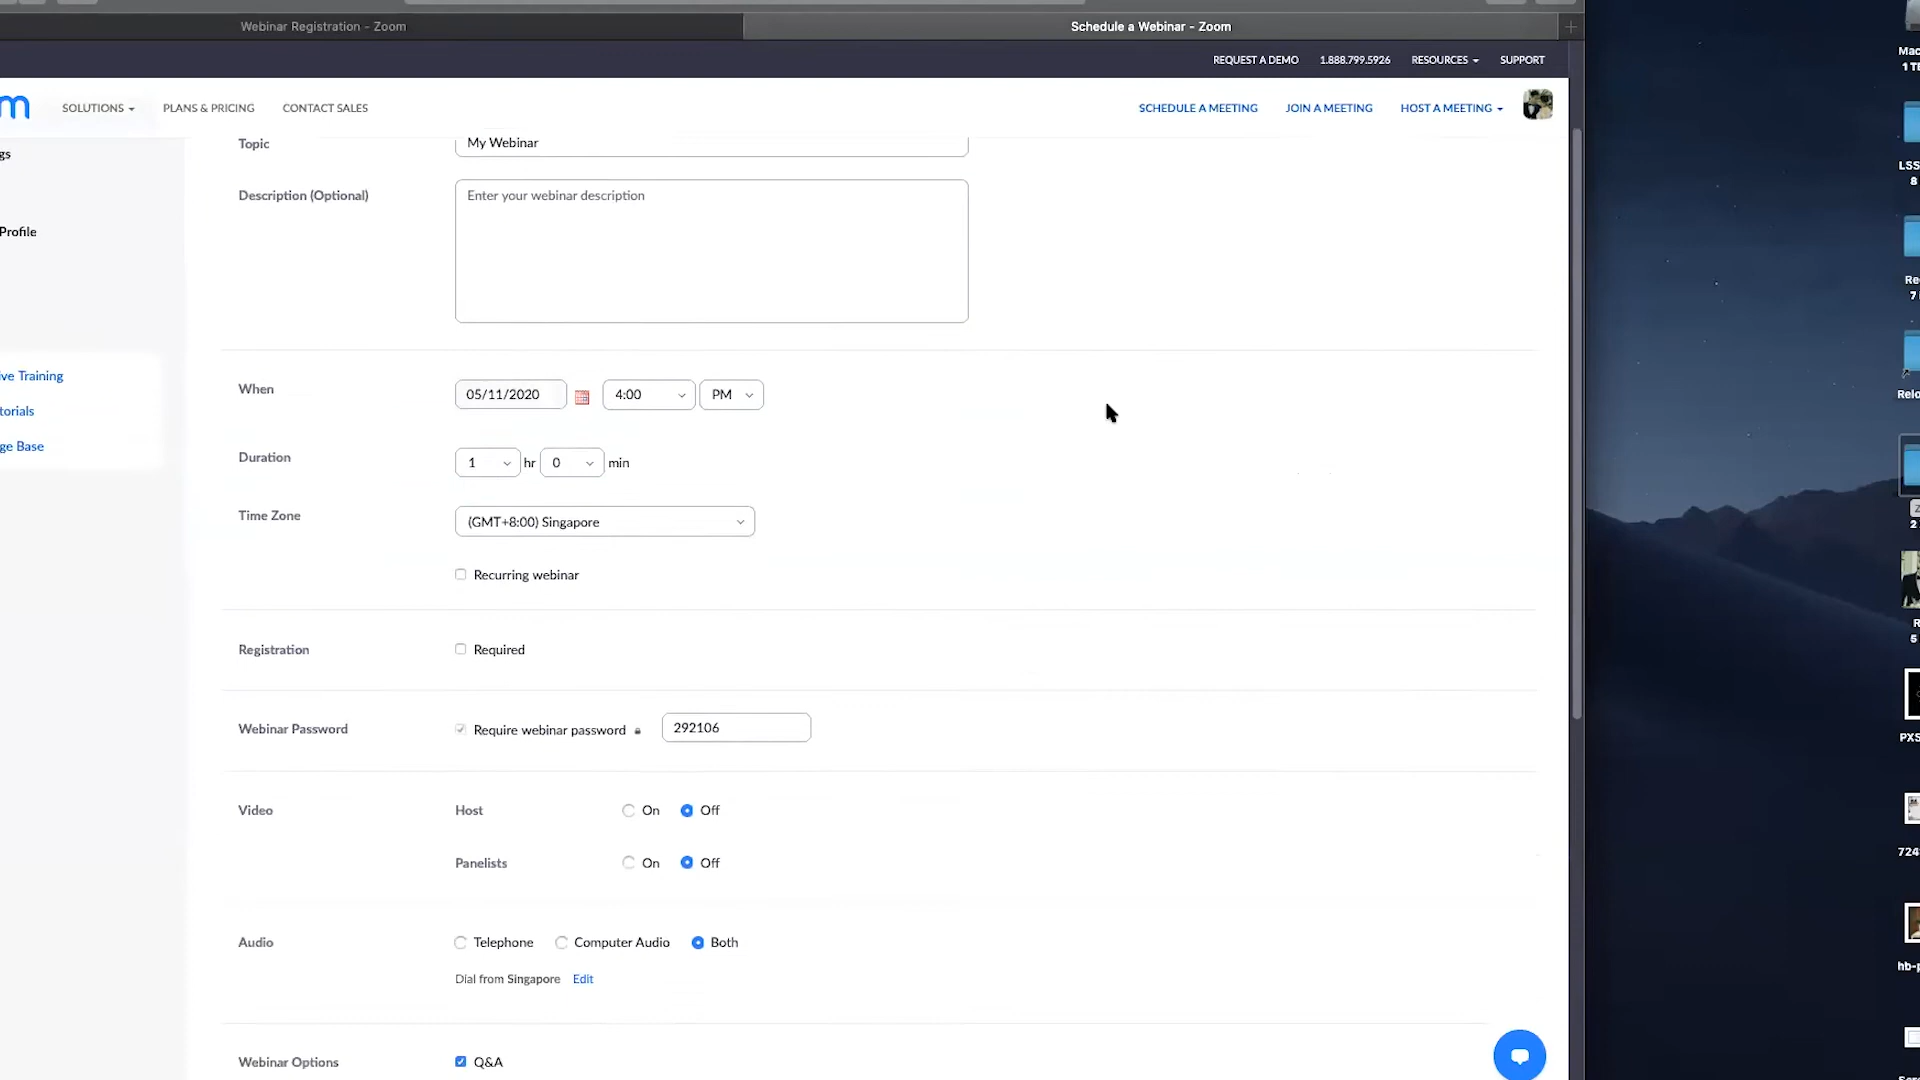 Webinar Registration - Zoom
Schedule a Webinar - Zoom
REQUEST A DEMO 1.888.799.5926 RESOURCES SUPPORT
m SOLUTIONS PLANS & PRICING CONTACT SALES SCHEDULE A MEETING JOIN A MEETING HOST A MEETING
gs
Profile
ive Training
torials
ge Base
Topic My Webinar
Description (Optional) Enter your webinar description
When 05/11/2020 4:00 PM
Duration 1 hr 0 min
Time Zone (GMT+8:00) Singapore
Recurring webinar
Registration Required
Webinar Password Require webinar password 292106
Video Host On Off
Panelists On Off
Audio Telephone Computer Audio Both
Dial from Singapore Edit
Webinar Options Q&A
Mac
LSS
8
Re
7
Relo
2
R
5
PXS
724
hb-p